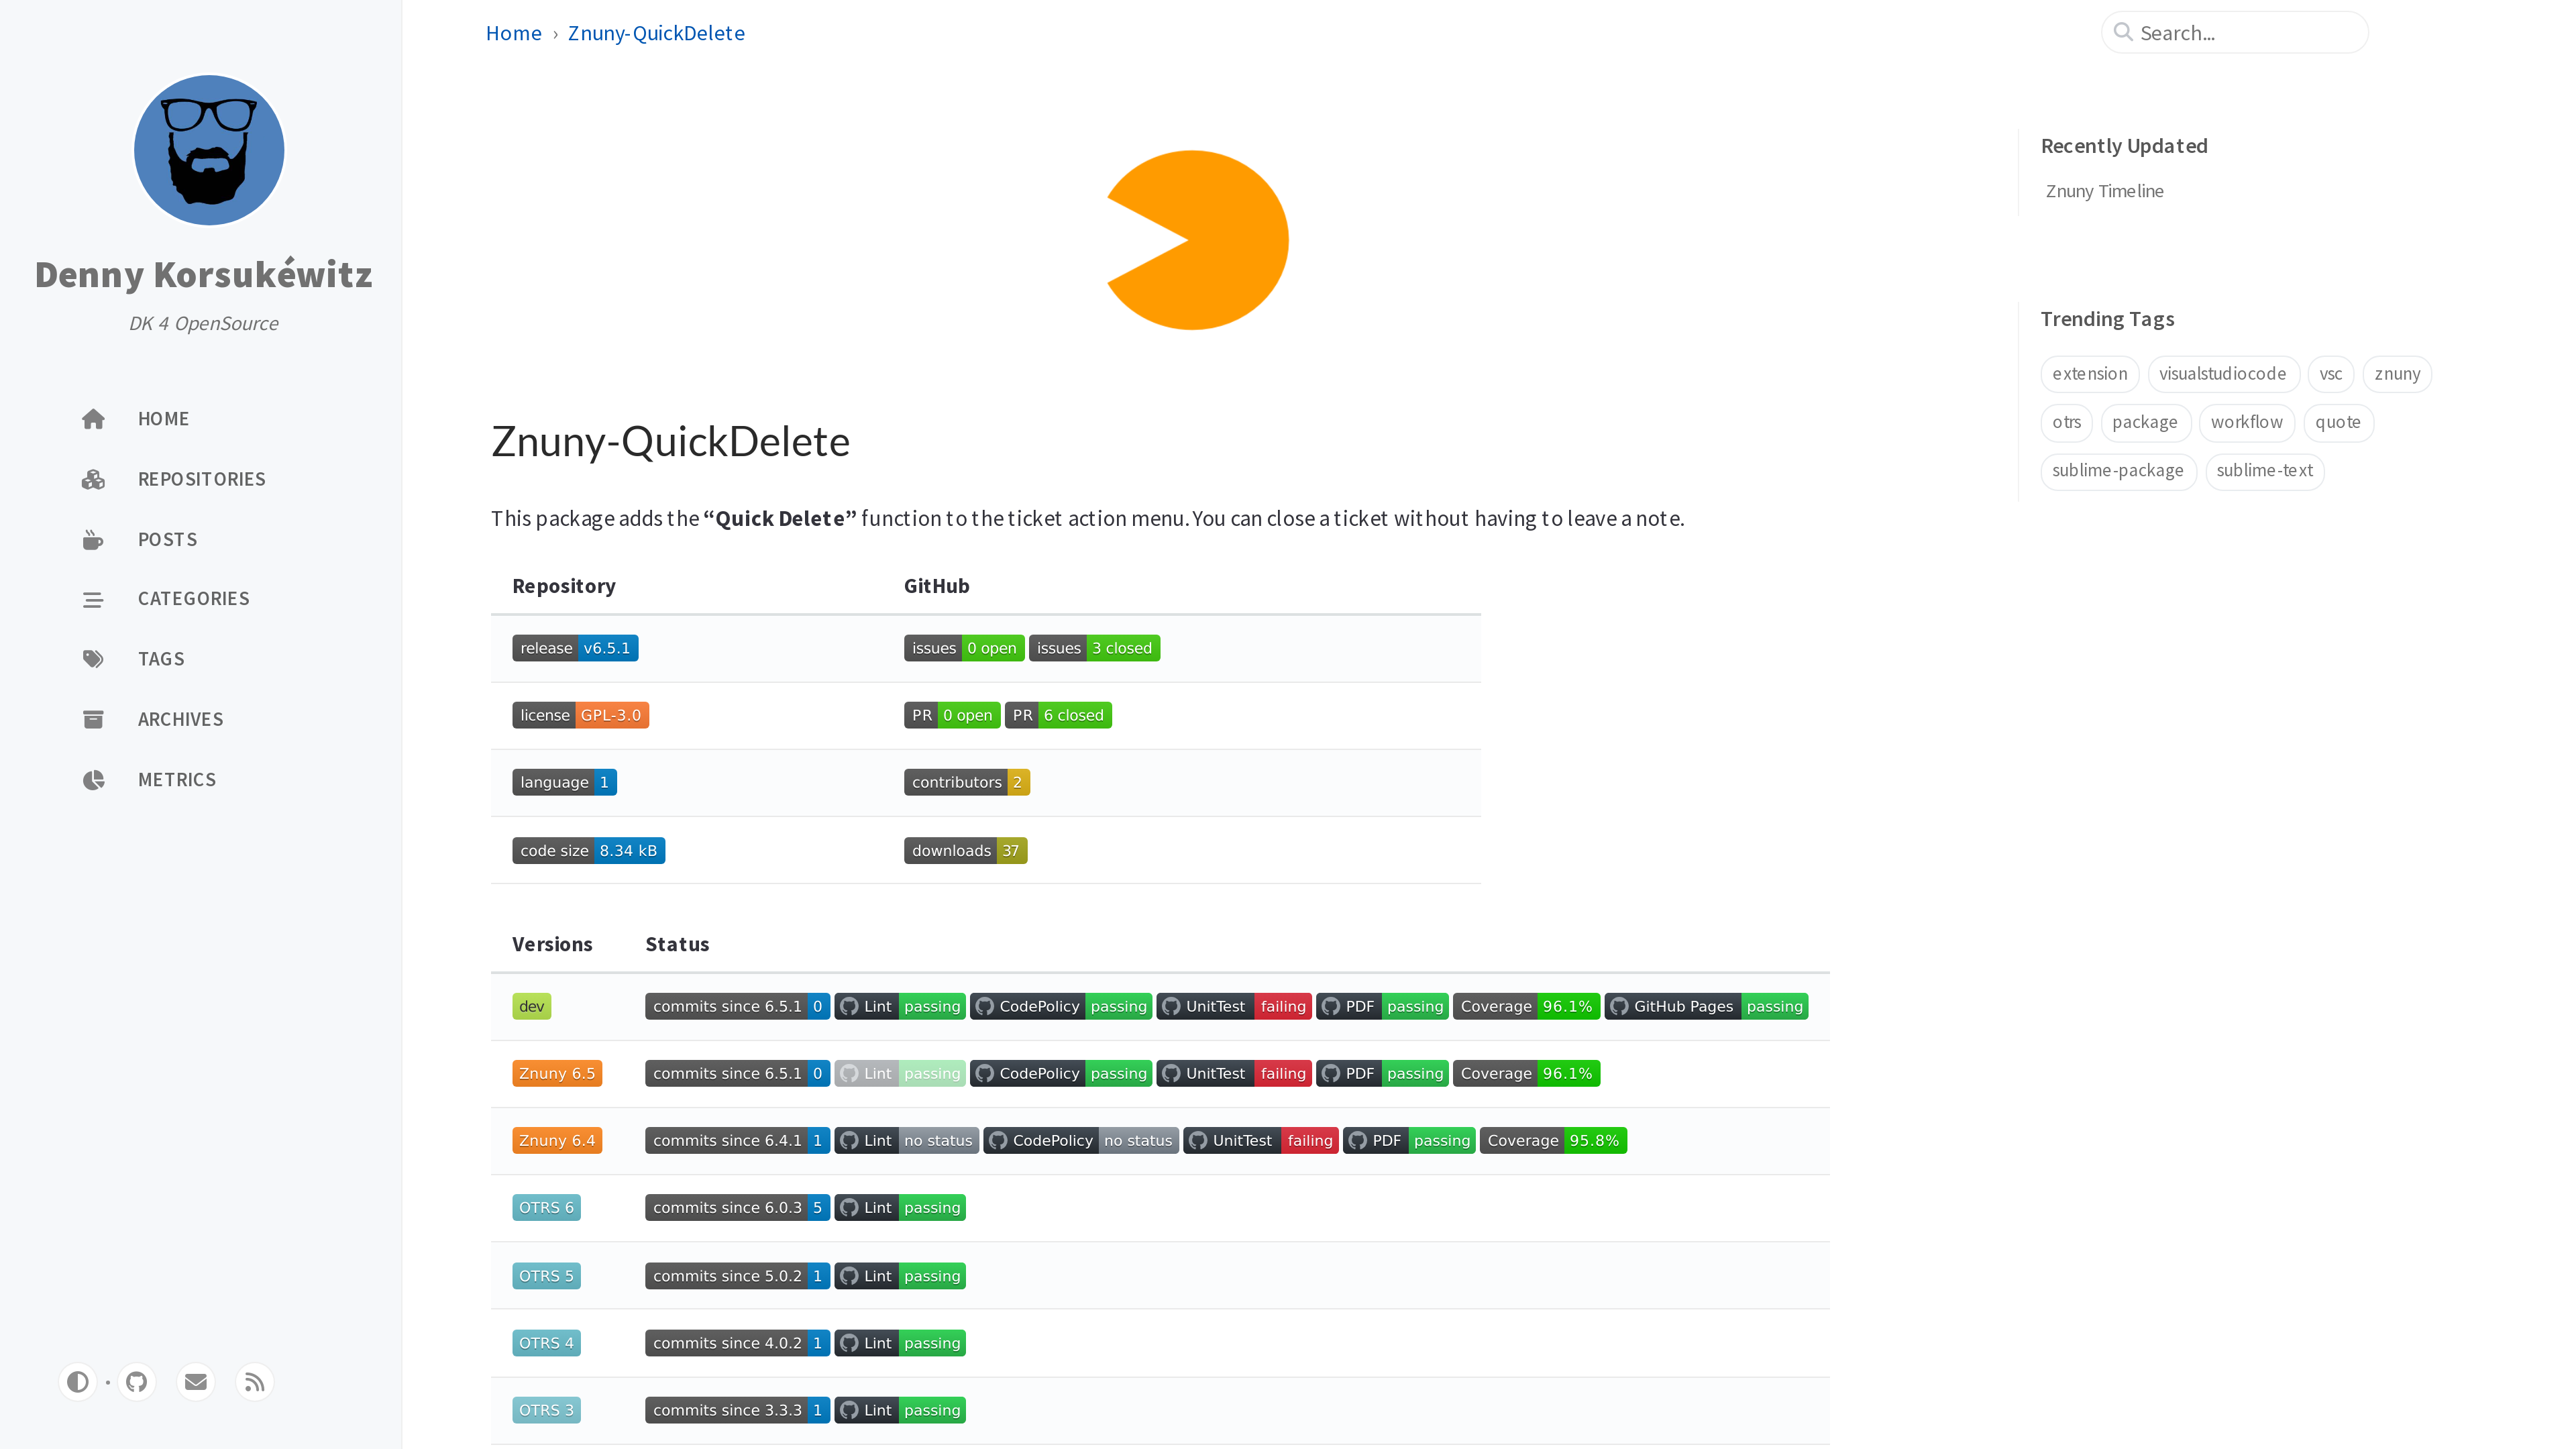 Denny Korsukéwitz
DK 4 OpenSource
HOME
REPOSITORIES
POSTS
CATEGORIES
TAGS
ARCHIVES
METRICS
Home › Znuny-QuickDelete
Search...
Znuny-QuickDelete
This package adds the “Quick Delete” function to the ticket action menu. You can close a ticket without having to leave a note.
Repository GitHub
release v6.5.1 issues 0 open issues 3 closed
license GPL-3.0 PR 0 open PR 6 closed
language 1 contributors 2
code size 8.34 kB downloads 37
Versions Status
dev commits since 6.5.1 0 Lint passing CodePolicy passing UnitTest failing PDF passing Coverage 96.1% GitHub Pages passing
Znuny 6.5 commits since 6.5.1 0 Lint passing CodePolicy passing UnitTest failing PDF passing Coverage 96.1%
Znuny 6.4 commits since 6.4.1 1 Lint no status CodePolicy no status UnitTest failing PDF passing Coverage 95.8%
OTRS 6 commits since 6.0.3 5 Lint passing
OTRS 5 commits since 5.0.2 1 Lint passing
OTRS 4 commits since 4.0.2 1 Lint passing
OTRS 3 commits since 3.3.3 1 Lint passing
Recently Updated
Znuny Timeline
Trending Tags
extension visualstudiocode vsc znuny
otrs package workflow quote
sublime-package sublime-text